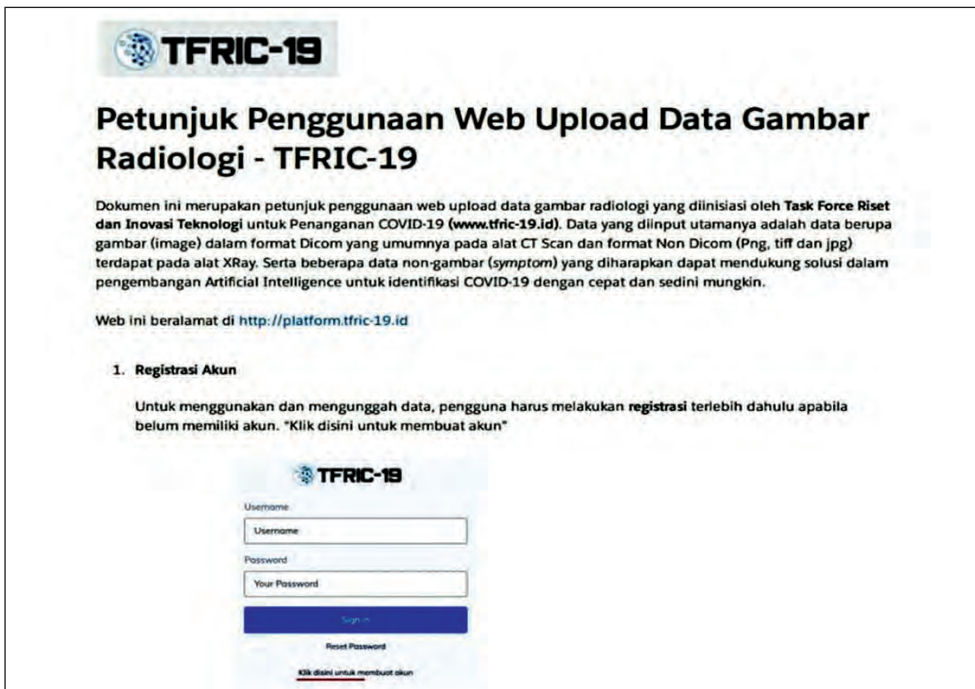 TFRIC-19
Petunjuk Penggunaan Web Upload Data Gambar
Radiologi - TFRIC-19
Dokumen ini merupakan petunjuk penggunaan web upload data gambar radiologi yang diinisiasi oleh Task Force Riset
dan Inovasi Teknologi untuk Penanganan COVID-19 (www.tfric-19.id). Data yang diinput utamanya adalah data berupa
gambar (image) dalam format Dicom yang umumnya pada alat CT Scan dan format Non Dicom (Png, tiff dan jpg)
terdapat pada alat XRay. Serta beberapa data non-gambar (symptom) yang diharapkan dapat mendukung solusi dalam
pengembangan Artificial Intelligence untuk identifikasi COVID-19 dengan cepat dan sedini mungkin.
Web ini beralamat di http://platform.tfric-19.id
1. Registrasi Akun
Untuk menggunakan dan mengunggah data, pengguna harus melakukan registrasi terlebih dahulu apabila
belum memiliki akun. "Klik disini untuk membuat akun"
TFRIC-19
Username
Username
Password
Your Password
Sign in
Reset Password
Klik disini untuk membuat akun